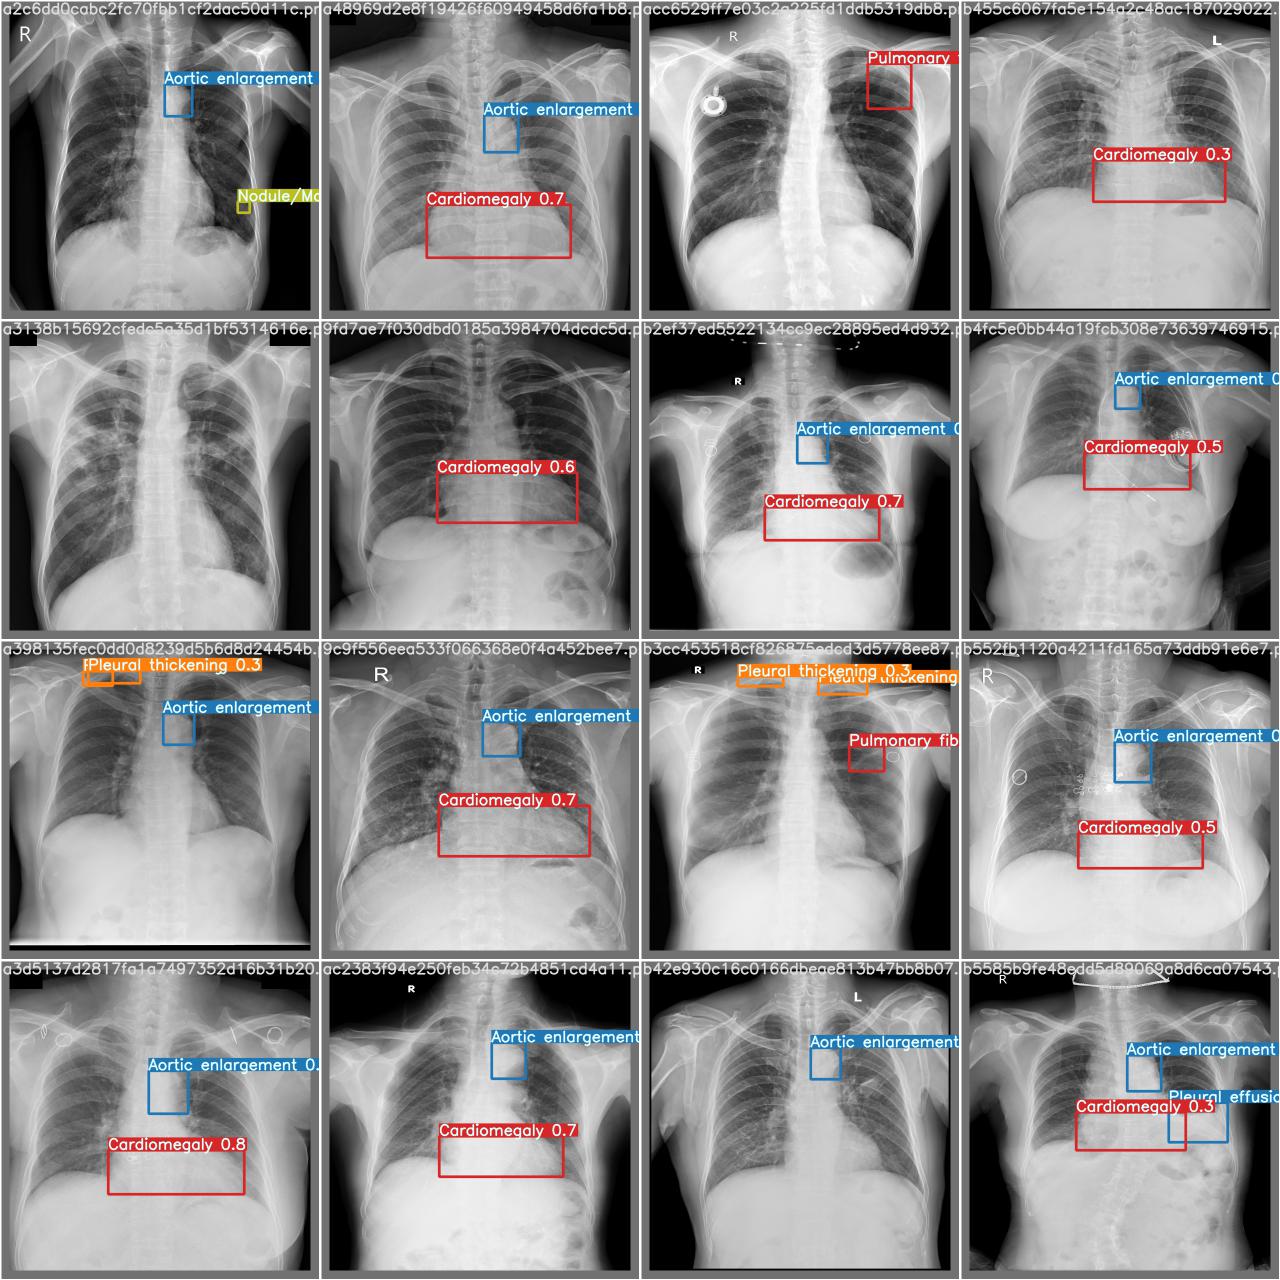 a2c6dd0cabc2fc70fbb1cf2dac50d11c.pr
R
Aortic enlargement
Nodule/Mc
a48969d2e8f19426f60949458d6fa1b8.p
Aortic enlargement
Cardiomegaly 0.7
R
Pulmonary
L
Cardiomegaly 0.3
a3138b15692cfedc5a35d1bf5314616e.p
9fd7ae7f030dbd0185a3984704dcdc5d.p
Cardiomegaly 0.6
b2ef37ed5522134cc9ec28895ed4d932.p
R
Aortic enlargement 0
Cardiomegaly 0.7
b4fc5e0bb44a19fcb308e73639746915.p
Aortic enlargement 0
Cardiomegaly 0.5
a398135fec0dd0d8239d5b6d8d24454b.p
Pleural thickening 0.3
Aortic enlargement
9c9f556eea533f066368e0f4a452bee7.p
R
Aortic enlargement
Cardiomegaly 0.7
b3cc453518cf826875edcd3d5778ee87.p
R
Pleural thickening 0.3
Pleural thickening
Pulmonary fib
R
Aortic enlargement 0
Cardiomegaly 0.5
a3d5137d2817fa1a7497352d16b31b20.
Aortic enlargement 0.
Cardiomegaly 0.8
ac2383f94e250feb34c72b4851cd4a11.p
R
Aortic enlargement
Cardiomegaly 0.7
b42e930c16c0166dbeae813b47bb8b07.p
L
Aortic enlargement
b5585b9fe48edd5d89069a8d6ca07543.p
R
Aortic enlargement
Pleural effusio
Cardiomegaly 0.3